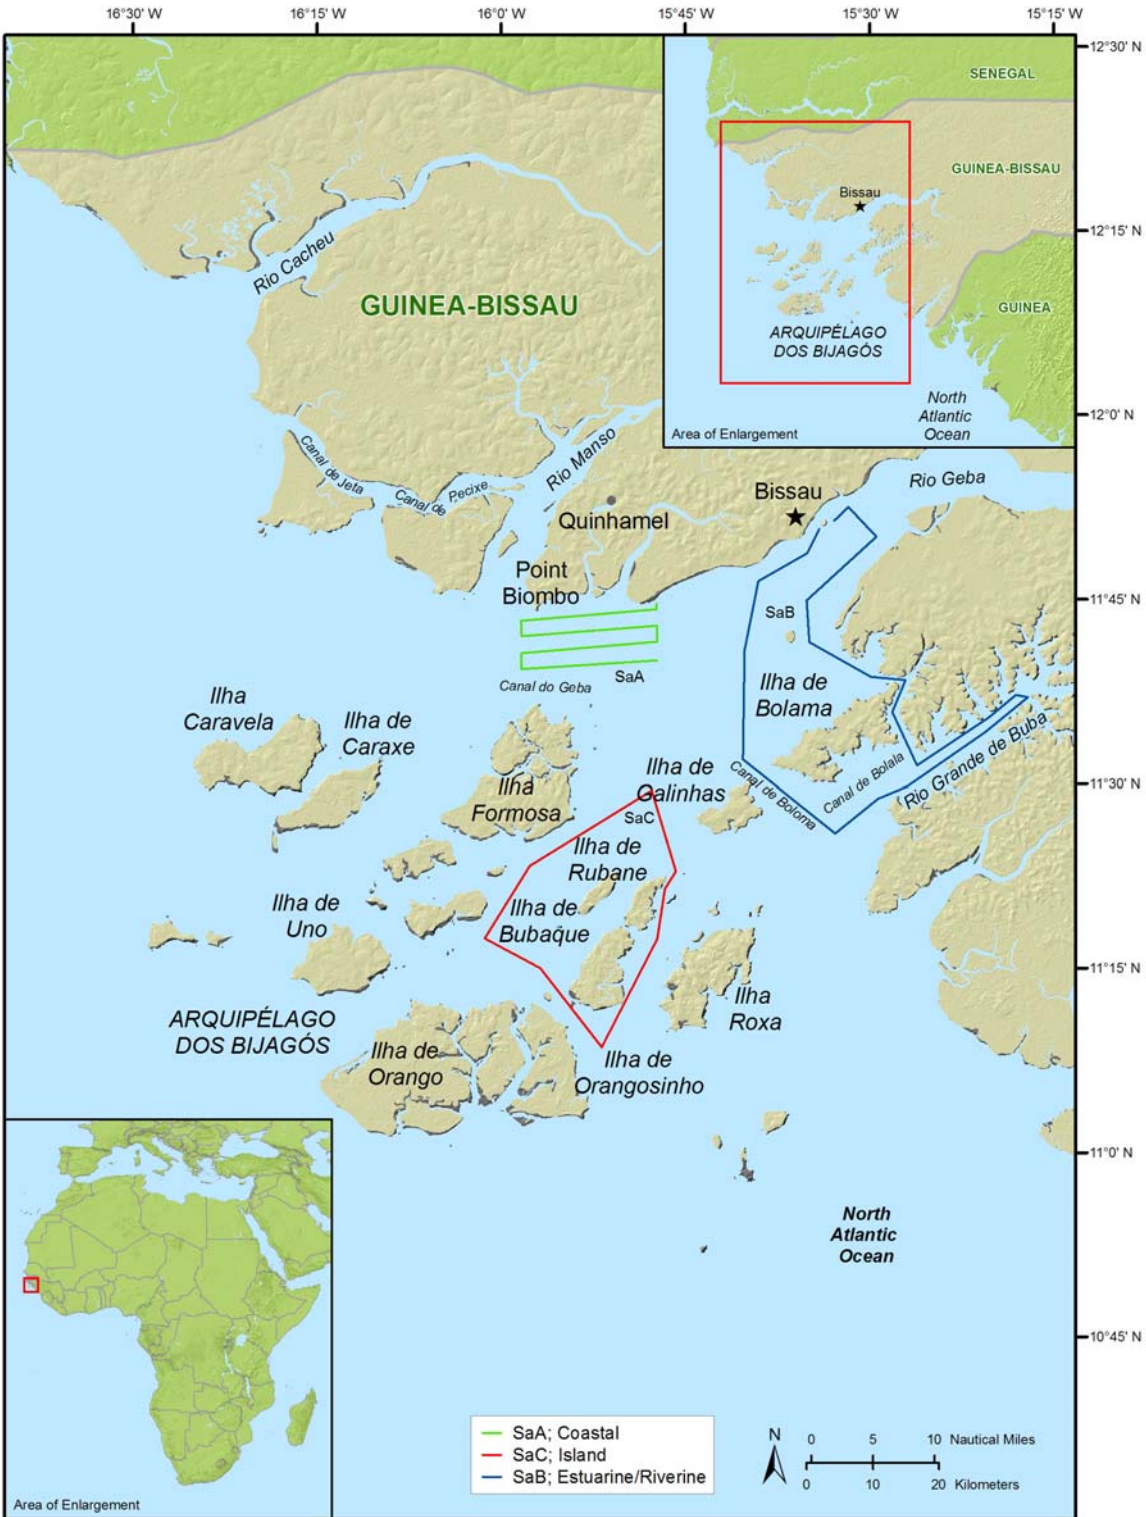 16°30' W
16°15' W
16°0' W
15°45' W
15°30' W
15°15' W
12°30' N
SENEGAL
GUINEA-BISSAU
Bissau
12°15' N
GUINEA
ARQUIPÉLAGO
DOS BIJAGÓS
North
Atlantic
Ocean
12°0' N
Area of Enlargement
Rio Cacheu
GUINEA-BISSAU
Canal de Jeta
Canal de Pecixe
Rio Manso
Quinhamel
Bissau
Rio Geba
Point
Biombo
11°45' N
SaB
SaA
Canal do Geba
Ilha de
Bolama
Ilha
Caravela
Ilha de
Caraxe
Canal de Boloma
Canal de Bolala
Rio Grande de Buba
Ilha
Formosa
Ilha de
Galinhas
11°30' N
SaC
Ilha de
Rubane
Ilha de
Uno
Ilha de
Bubaque
11°15' N
Ilha
Roxa
ARQUIPÉLAGO
DOS BIJAGÓS
Ilha de
Orango
Ilha de
Orangosinho
11°0' N
North
Atlantic
Ocean
10°45' N
Area of Enlargement
SaA; Coastal
SaC; Island
SaB; Estuarine/Riverine
N
0 5 10 Nautical Miles
0 10 20 Kilometers